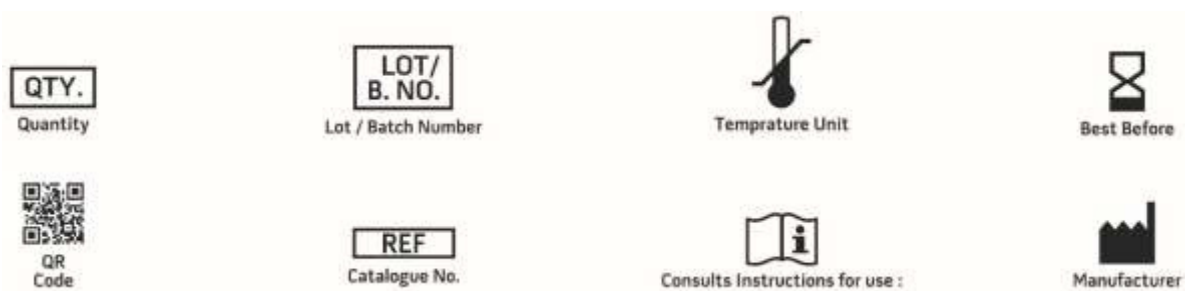 QTY.
Quantity
LOT/
B. NO.
Lot / Batch Number
Temprature Unit
Best Before
QR
Code
REF
Catalogue No.
i
Consults Instructions for use :
Manufacturer